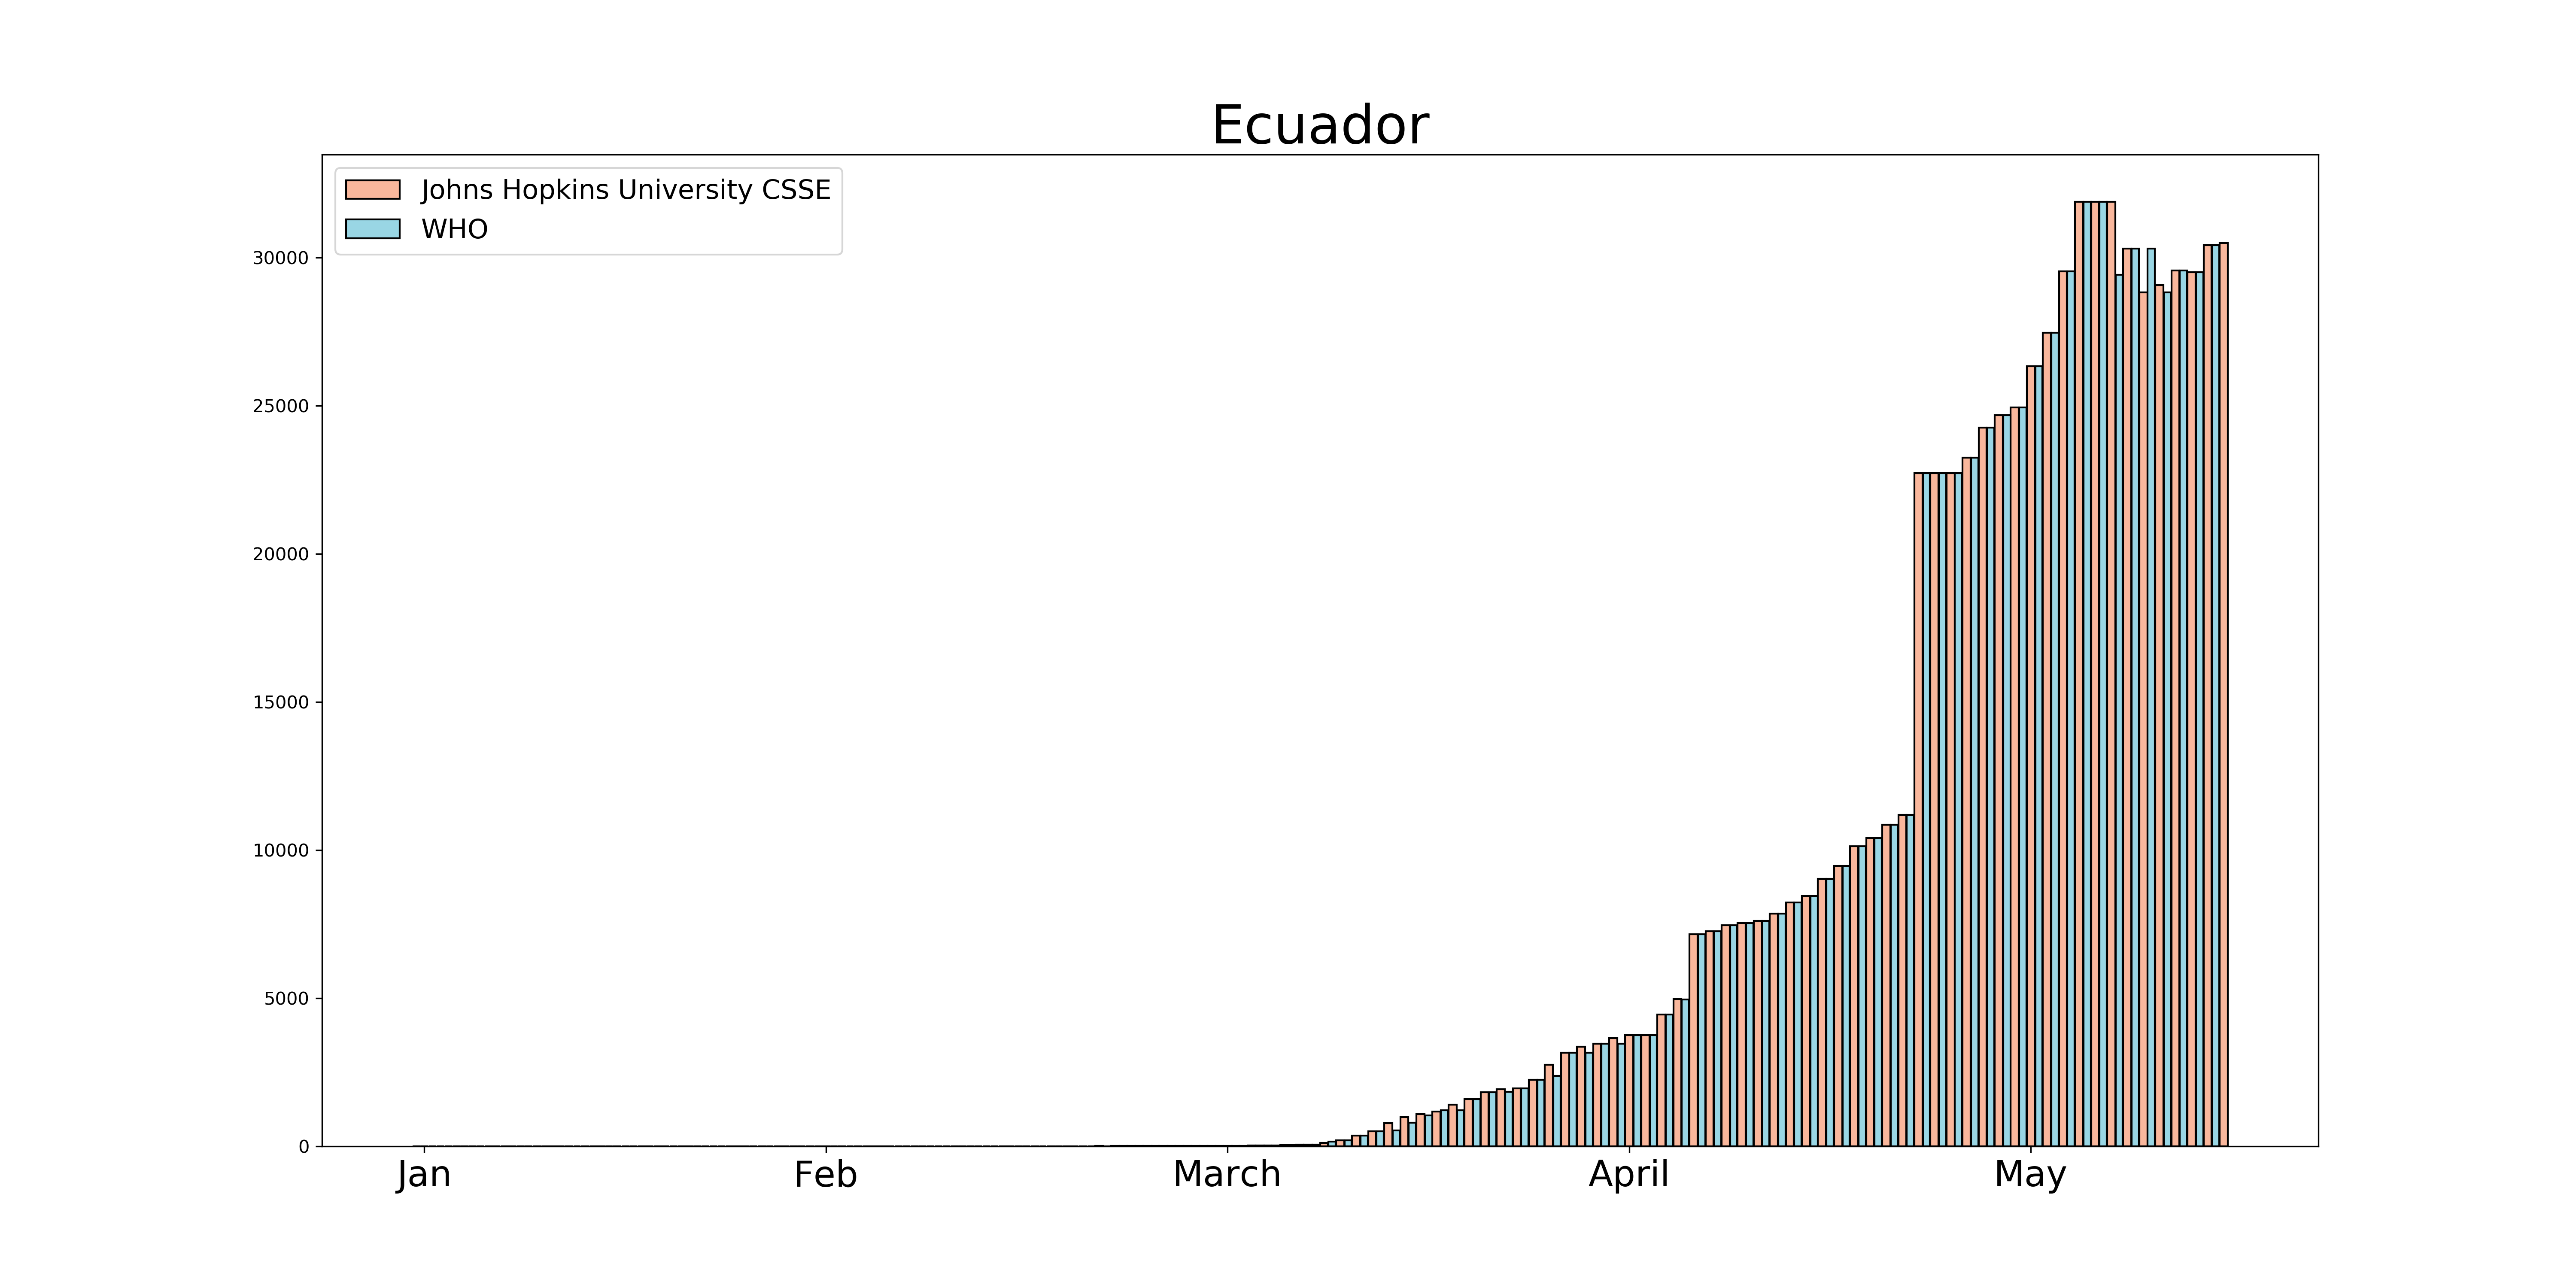 Ecuador
Johns Hopkins University CSSE
WHO
30000
25000
20000
15000
10000
5000
0
Jan Feb March April May